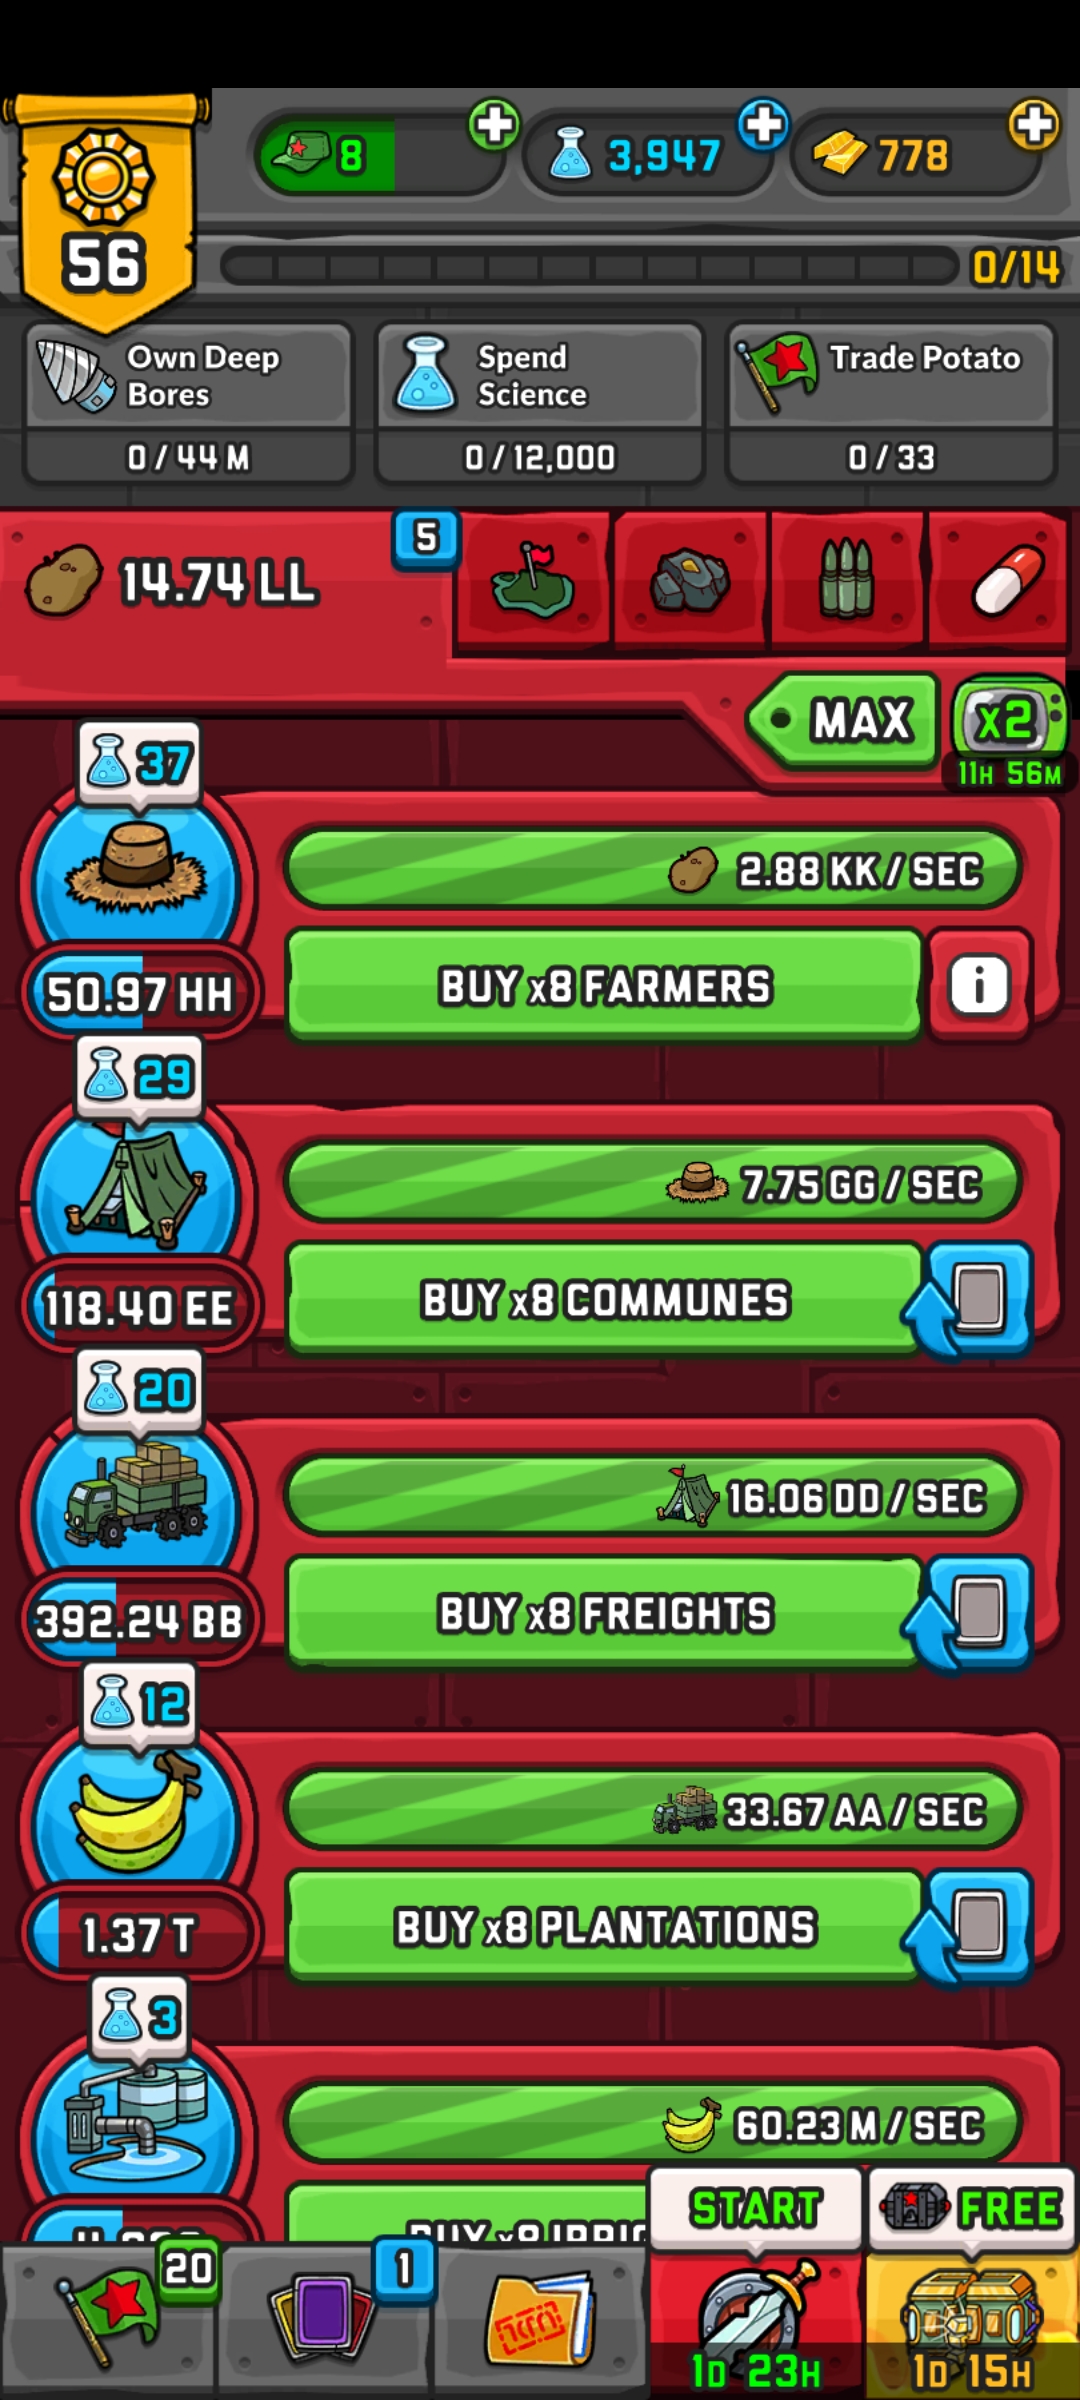 8
3,947
778
56
0/14
Own Deep
Bores
0 / 44 M
Spend
Science
0 / 12,000
Trade Potato
0 / 33
14.74 LL
5
MAX
x2
11H 56M
37
2.88 KK / SEC
50.97 HH
BUY x8 FARMERS
i
29
7.75 GG / SEC
118.40 EE
BUY x8 COMMUNES
20
16.06 DD / SEC
392.24 BB
BUY x8 FREIGHTS
12
33.67 AA / SEC
1.37 T
BUY x8 PLANTATIONS
3
60.23 M / SEC
BUY x8
START
FREE
20
1
1D 23H
1D 15H